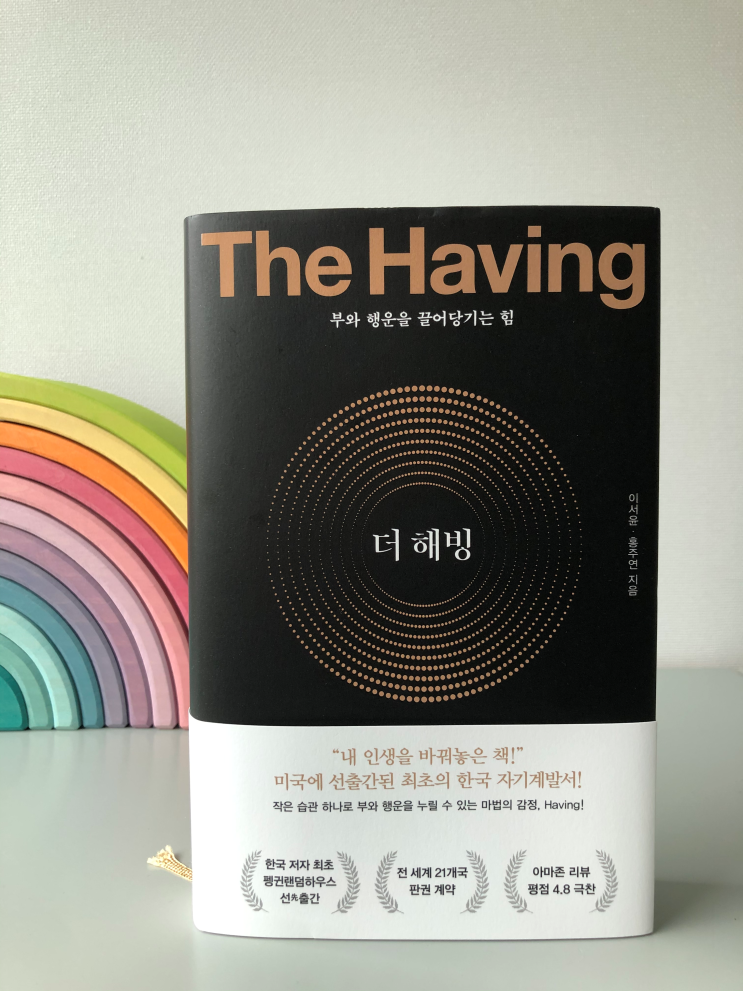 The Having
부와 행운을 끌어당기는 힘
더 해빙
이서윤 · 홍주연 지음
“내 인생을 바꿔놓은 책!”
미국에 선출간된 최초의 한국 자기계발서!
작은 습관 하나로 부와 행운을 누릴 수 있는 마법의 감정, Having!
한국 저자 최초
펭귄랜덤하우스
선先출간
전 세계 21개국
판권 계약
아마존 리뷰
평점 4.8 극찬